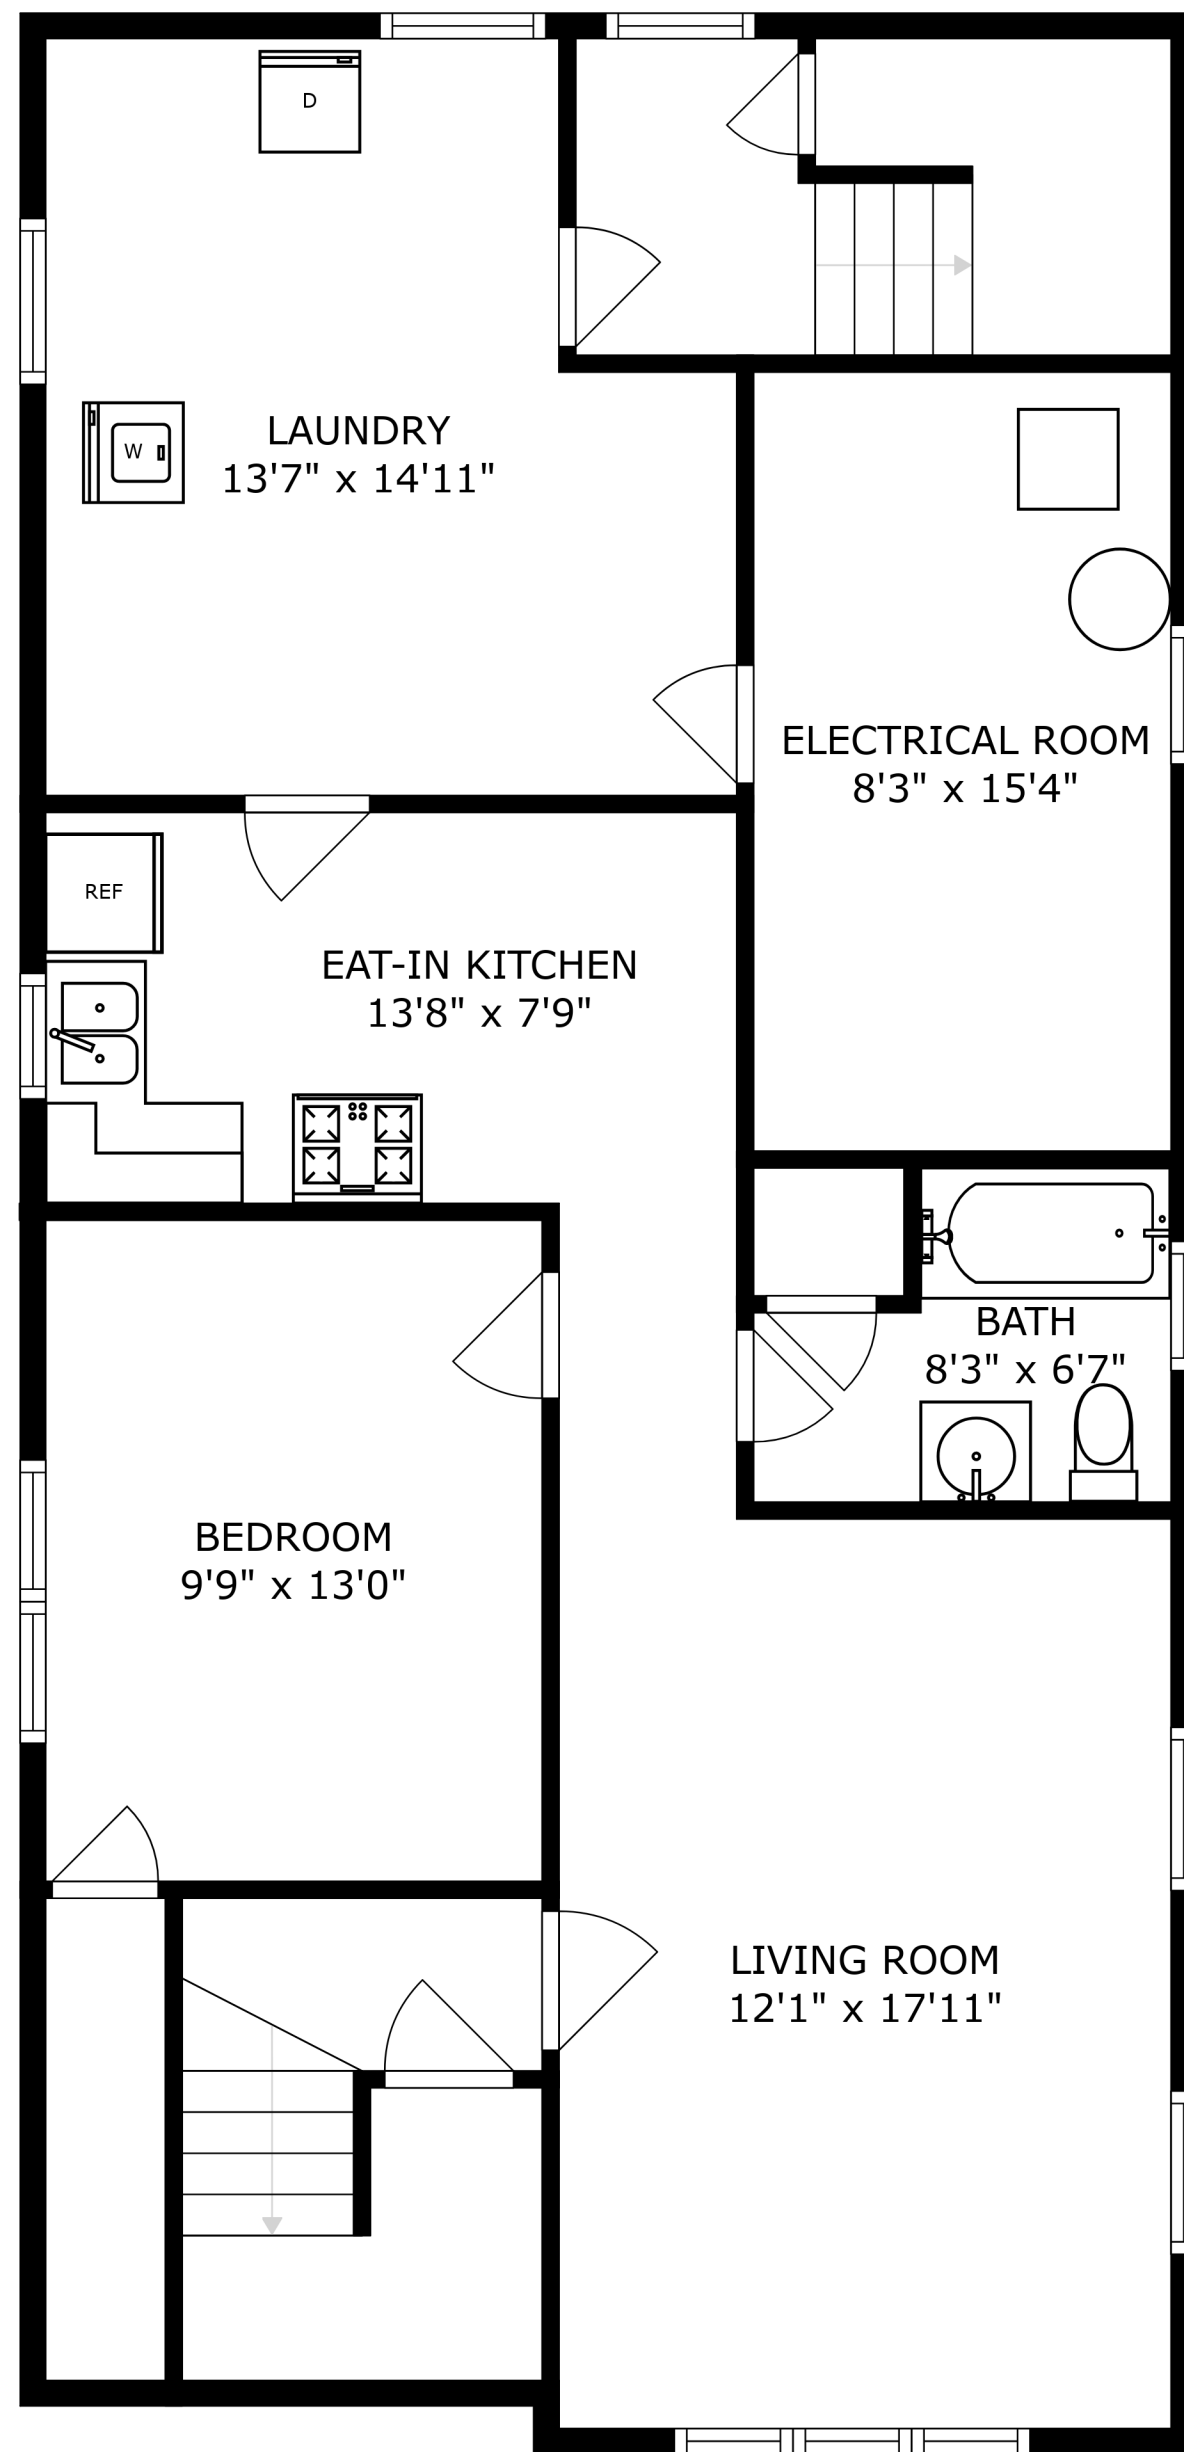 D
LAUNDRY
13'7" x 14'11"
W
ELECTRICAL ROOM
8'3" x 15'4"
REF
EAT-IN KITCHEN
13'8" x 7'9"
BATH
8'3" x 6'7"
BEDROOM
9'9" x 13'0"
LIVING ROOM
12'1" x 17'11"